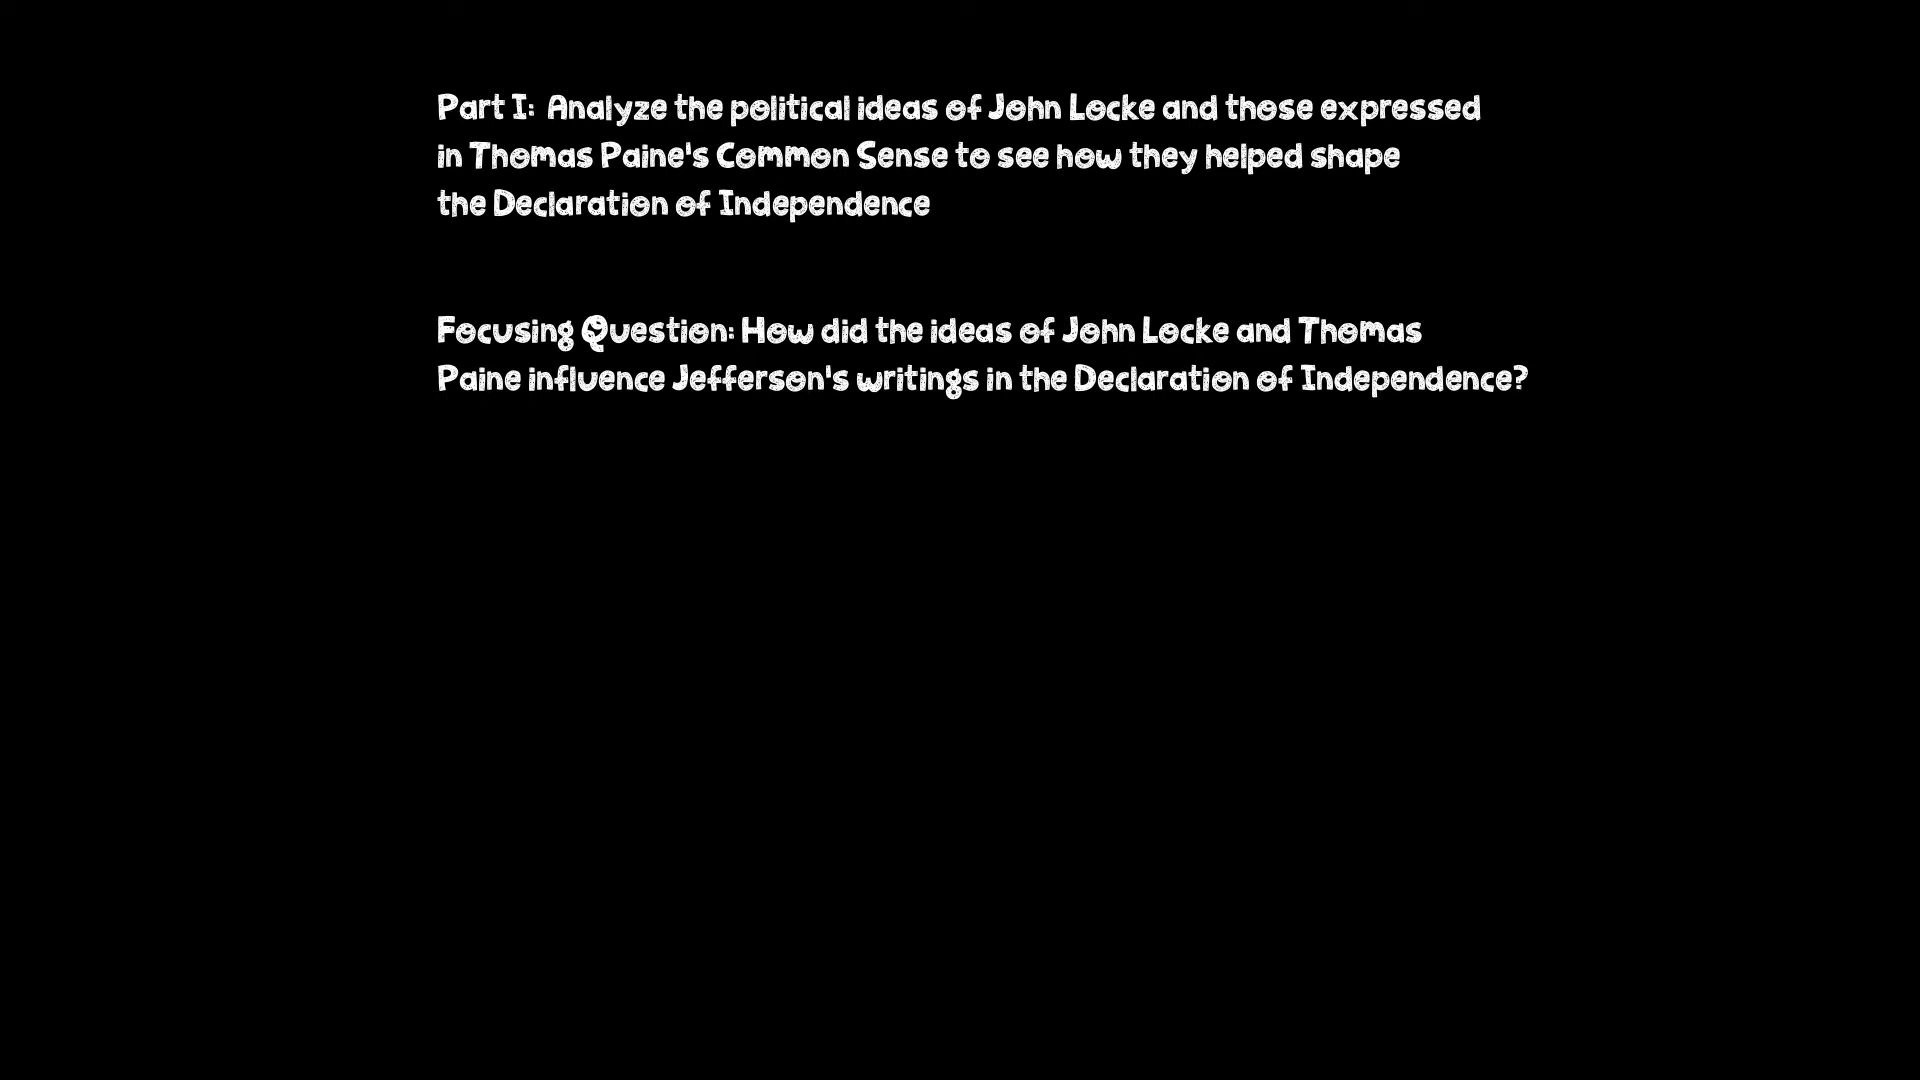 Part I:  Analyze the political ideas of John Locke and those expressed
in Thomas Paine's Common Sense to see how they helped shape
the Declaration of Independence
Focusing Question: How did the ideas of John Locke and Thomas
Paine influence Jefferson's writings in the Declaration of Independence?